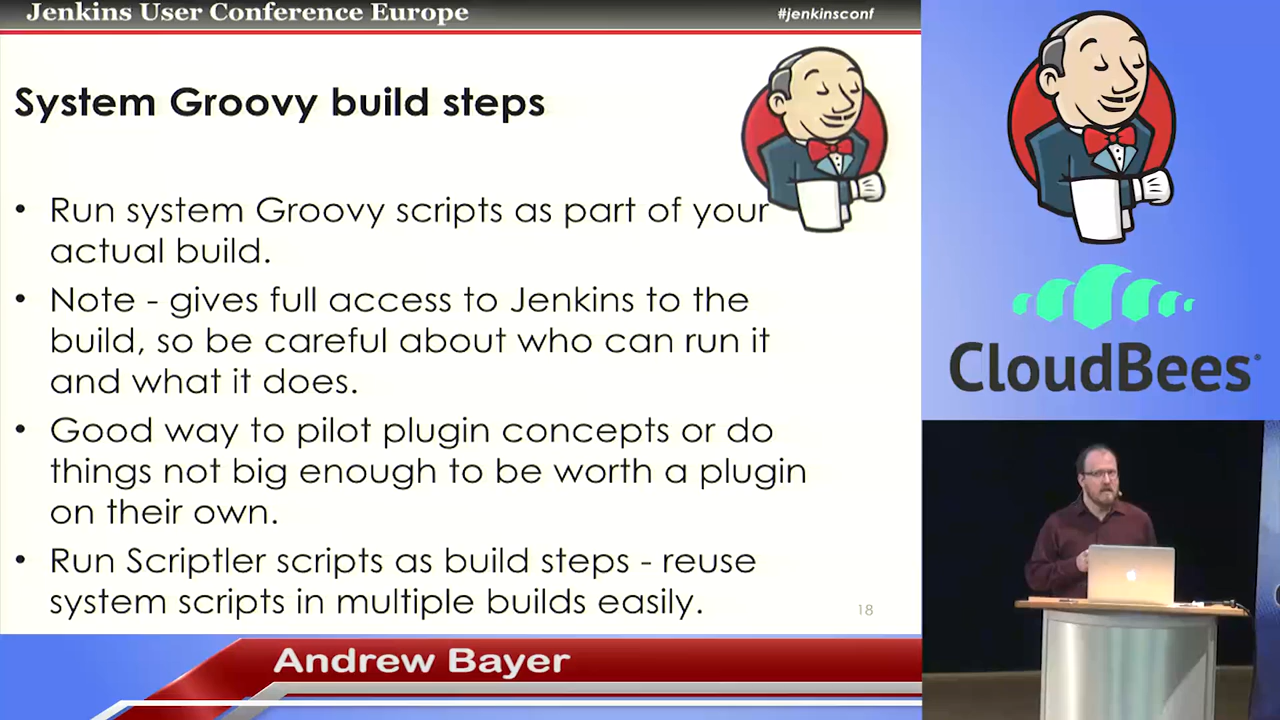 Jenkins User Conference Europe
#jenkinsconf
System Groovy build steps
• Run system Groovy scripts as part of your
actual build.
• Note - gives full access to Jenkins to the
build, so be careful about who can run it
and what it does.
• Good way to pilot plugin concepts or do
things not big enough to be worth a plugin
on their own.
• Run Scriptler scripts as build steps - reuse
system scripts in multiple builds easily.
18
CloudBees
Andrew Bayer